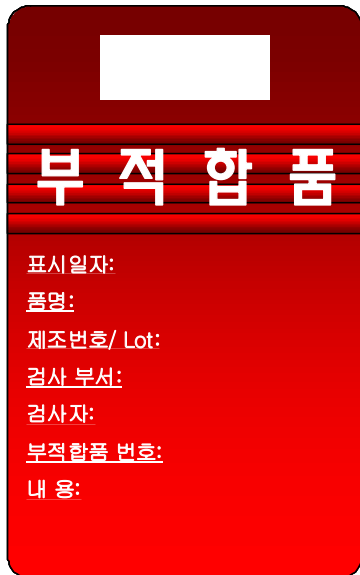 부 적 합 품
표시일자:
품명:
제조번호/ Lot:
검사 부서:
검사자:
부적합품 번호:
내 용: